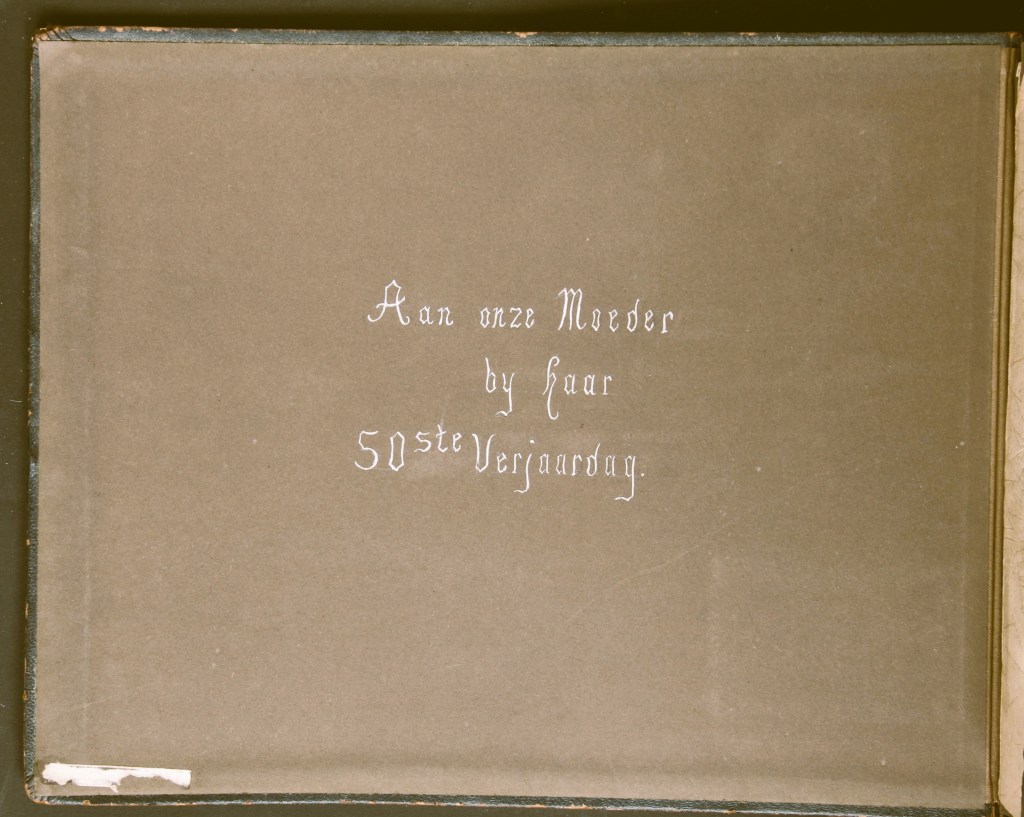 Aan onze Moeder
by haar
50ste Verjaardag.